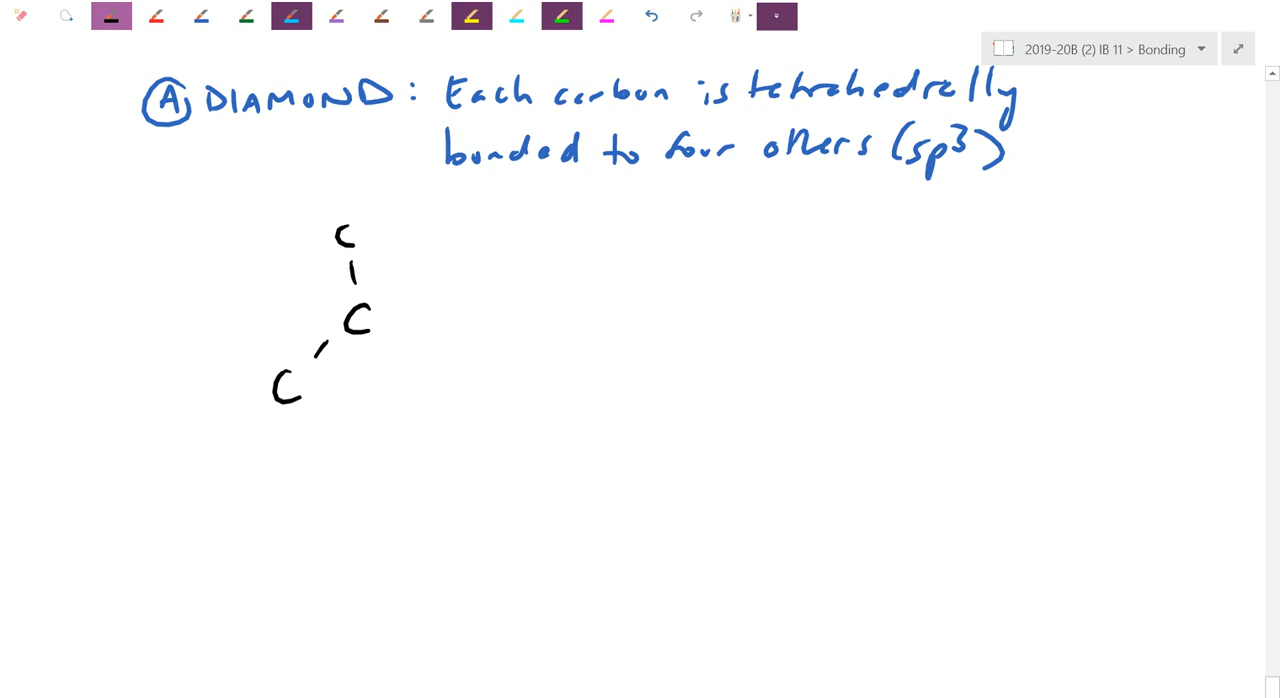 2019-20B (2) IB 11 > Bonding
A DIAMOND: Each carbon is tetrahedrally
bonded to four others (sp³)
C
C
C